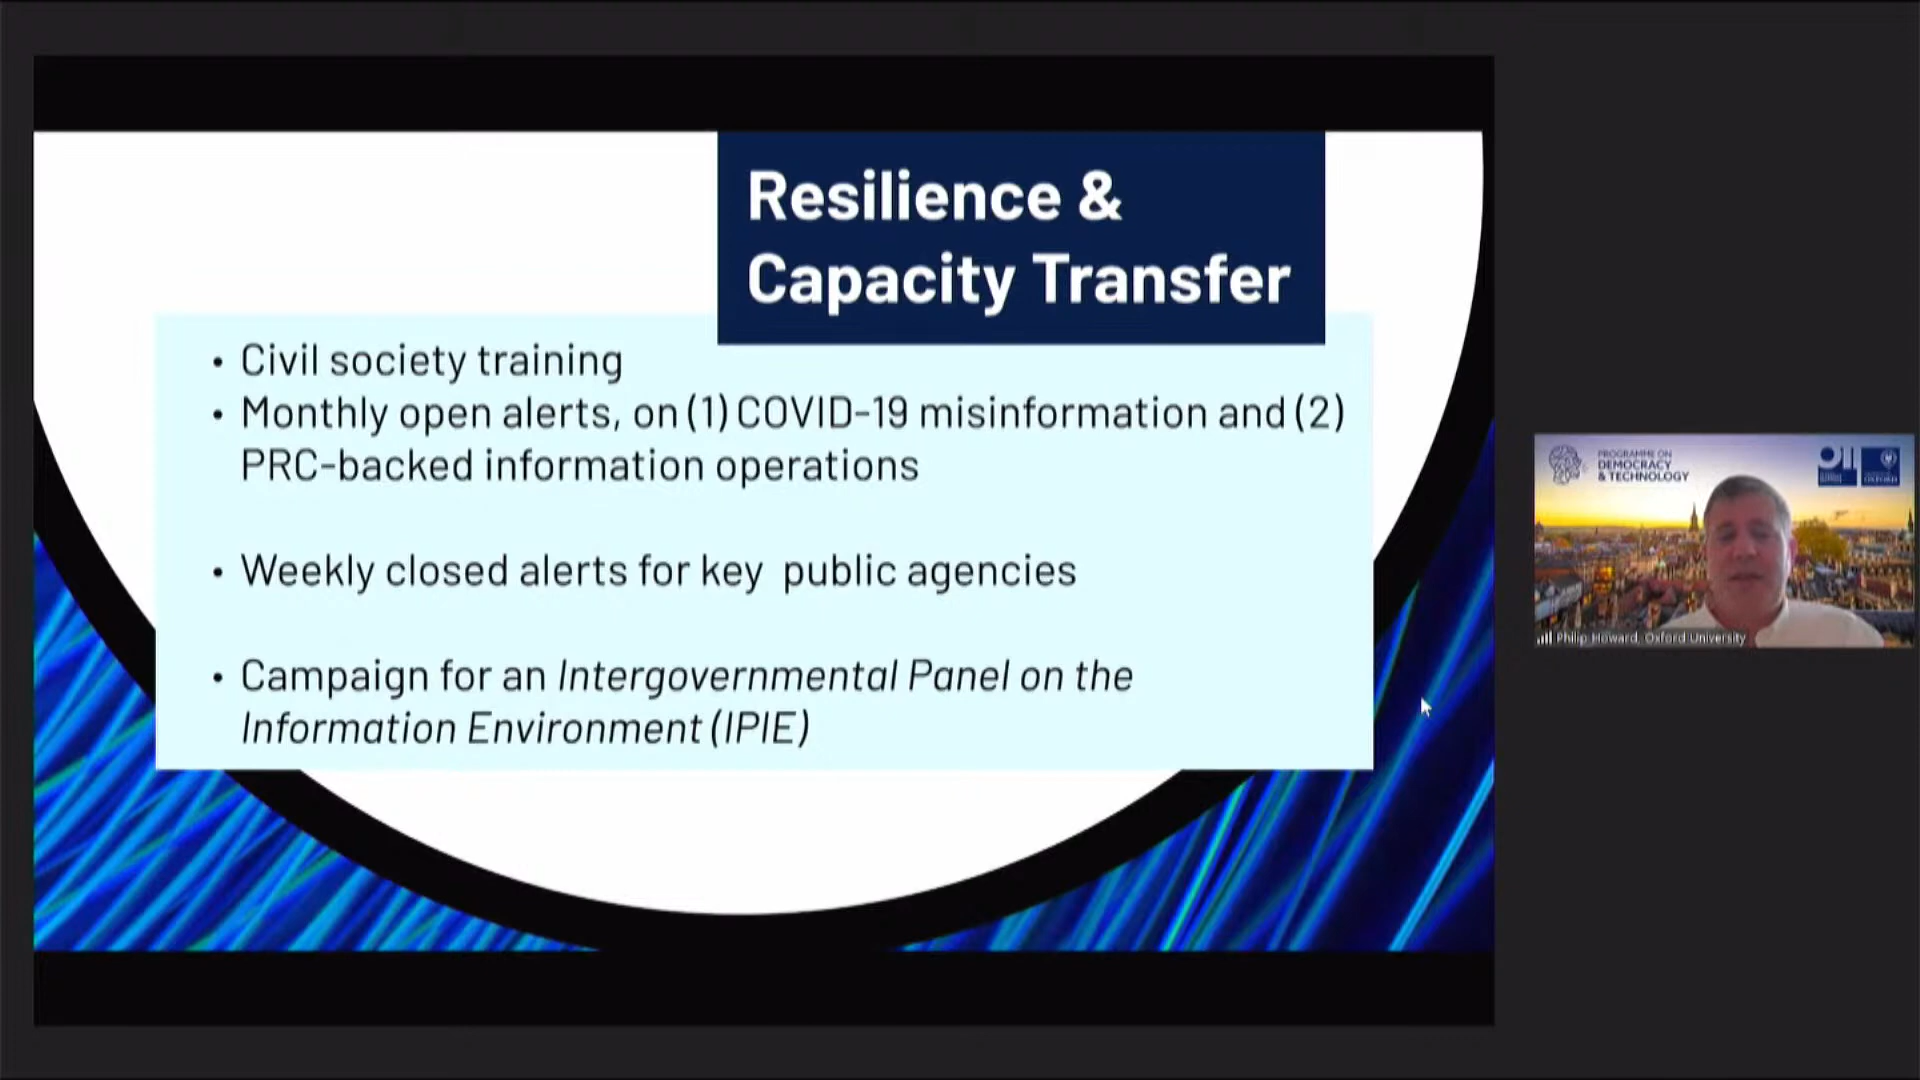 Resilience &
Capacity Transfer
• Civil society training
• Monthly open alerts, on (1) COVID-19 misinformation and (2)
PRC-backed information operations
• Weekly closed alerts for key public agencies
• Campaign for an Intergovernmental Panel on the
Information Environment (IPIE)
PROGRAMME ON
DEMOCRACY
& TECHNOLOGY
OII
OXFORD
Philip Howard, Oxford University